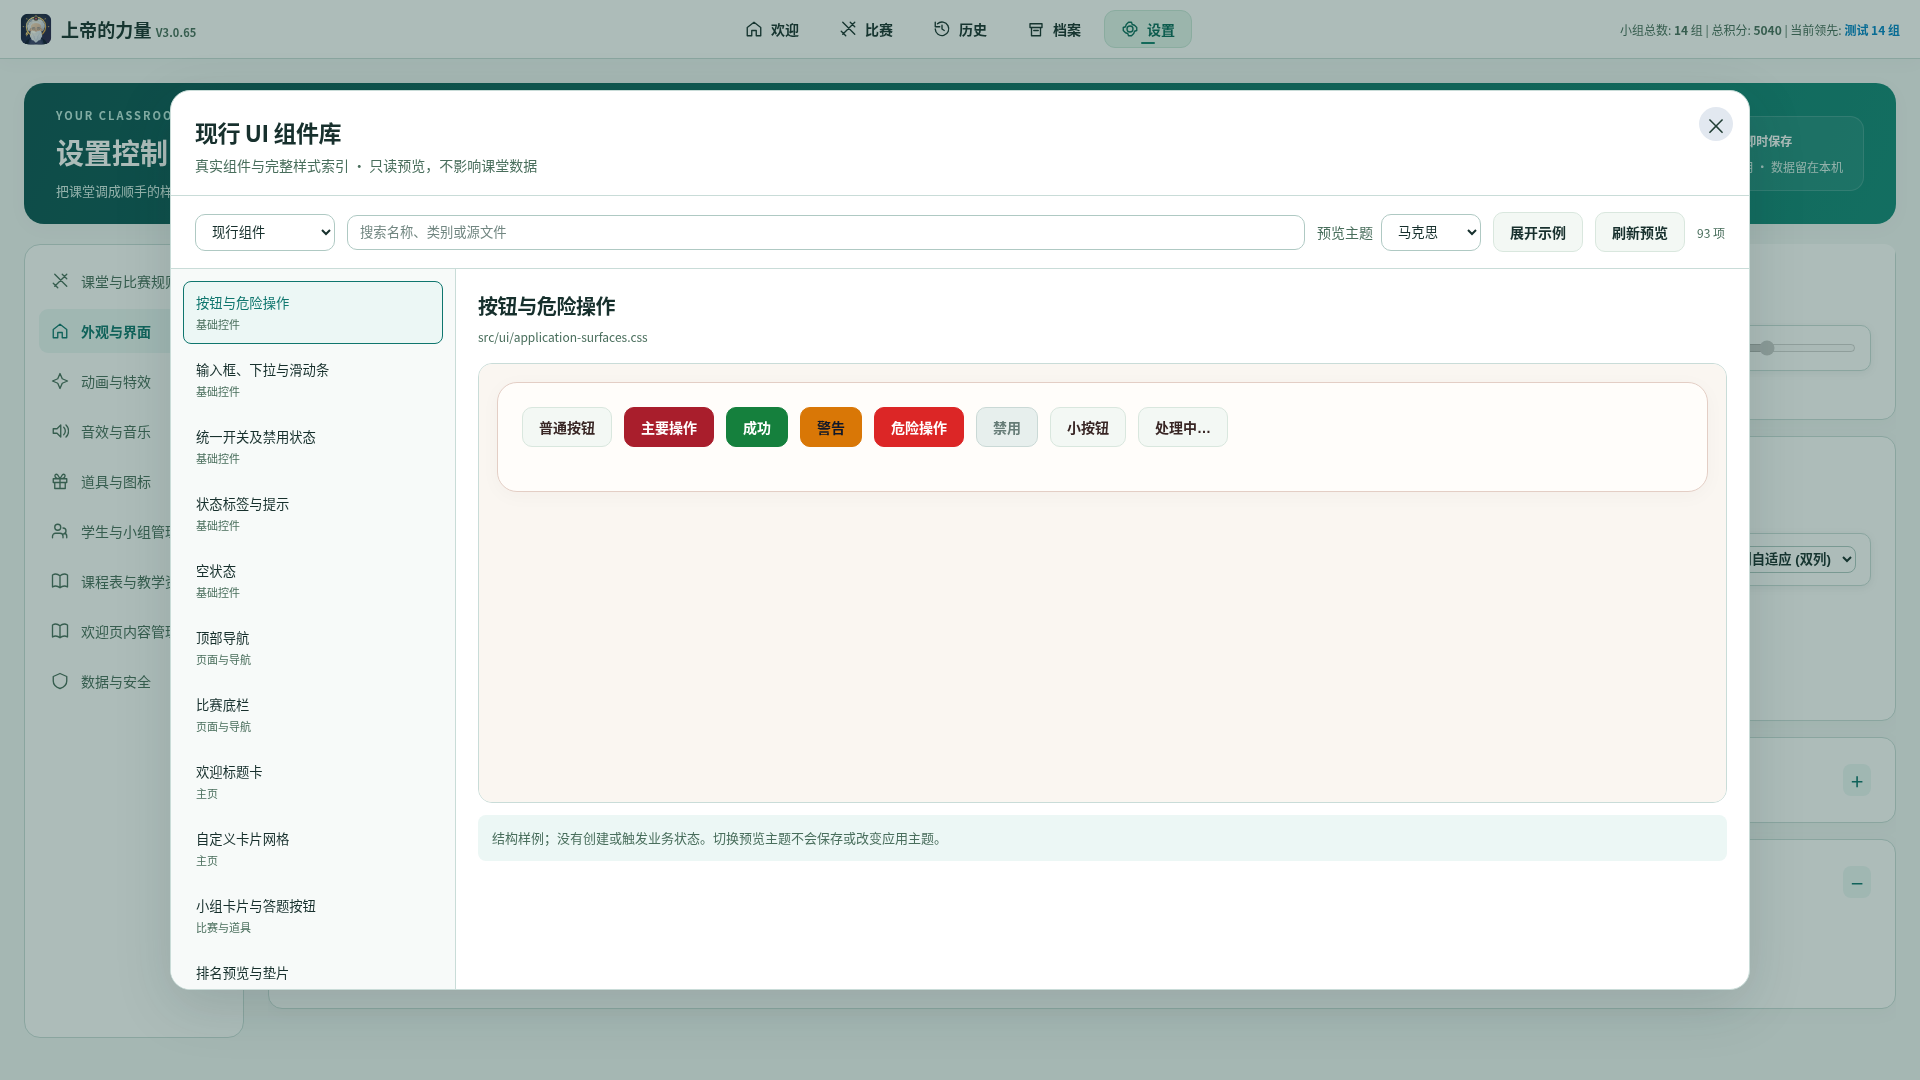 上帝的力量 V3.0.65
欢迎
比赛
历史
档案
设置
小组总数: 14 组 | 总积分: 5040 | 当前领先: 测试 14 组
YOUR CLASSROO
设置控制
把课堂调成顺手的样
即时保存
· 数据留在本机
课堂与比赛规则
外观与界面
动画与特效
音效与音乐
道具与图标
学生与小组管理
课程表与教学资
欢迎页内容管理
数据与安全
自适应 (双列)
现行 UI 组件库
真实组件与完整样式索引 · 只读预览，不影响课堂数据
现行组件
搜索名称、类别或源文件
预览主题
马克思
展开示例
刷新预览
93 项
按钮与危险操作
基础控件
输入框、下拉与滑动条
基础控件
统一开关及禁用状态
基础控件
状态标签与提示
基础控件
空状态
基础控件
顶部导航
页面与导航
比赛底栏
页面与导航
欢迎标题卡
主页
自定义卡片网格
主页
小组卡片与答题按钮
比赛与道具
排名预览与垫片
按钮与危险操作
src/ui/application-surfaces.css
普通按钮
主要操作
成功
警告
危险操作
禁用
小按钮
处理中...
结构样例；没有创建或触发业务状态。切换预览主题不会保存或改变应用主题。